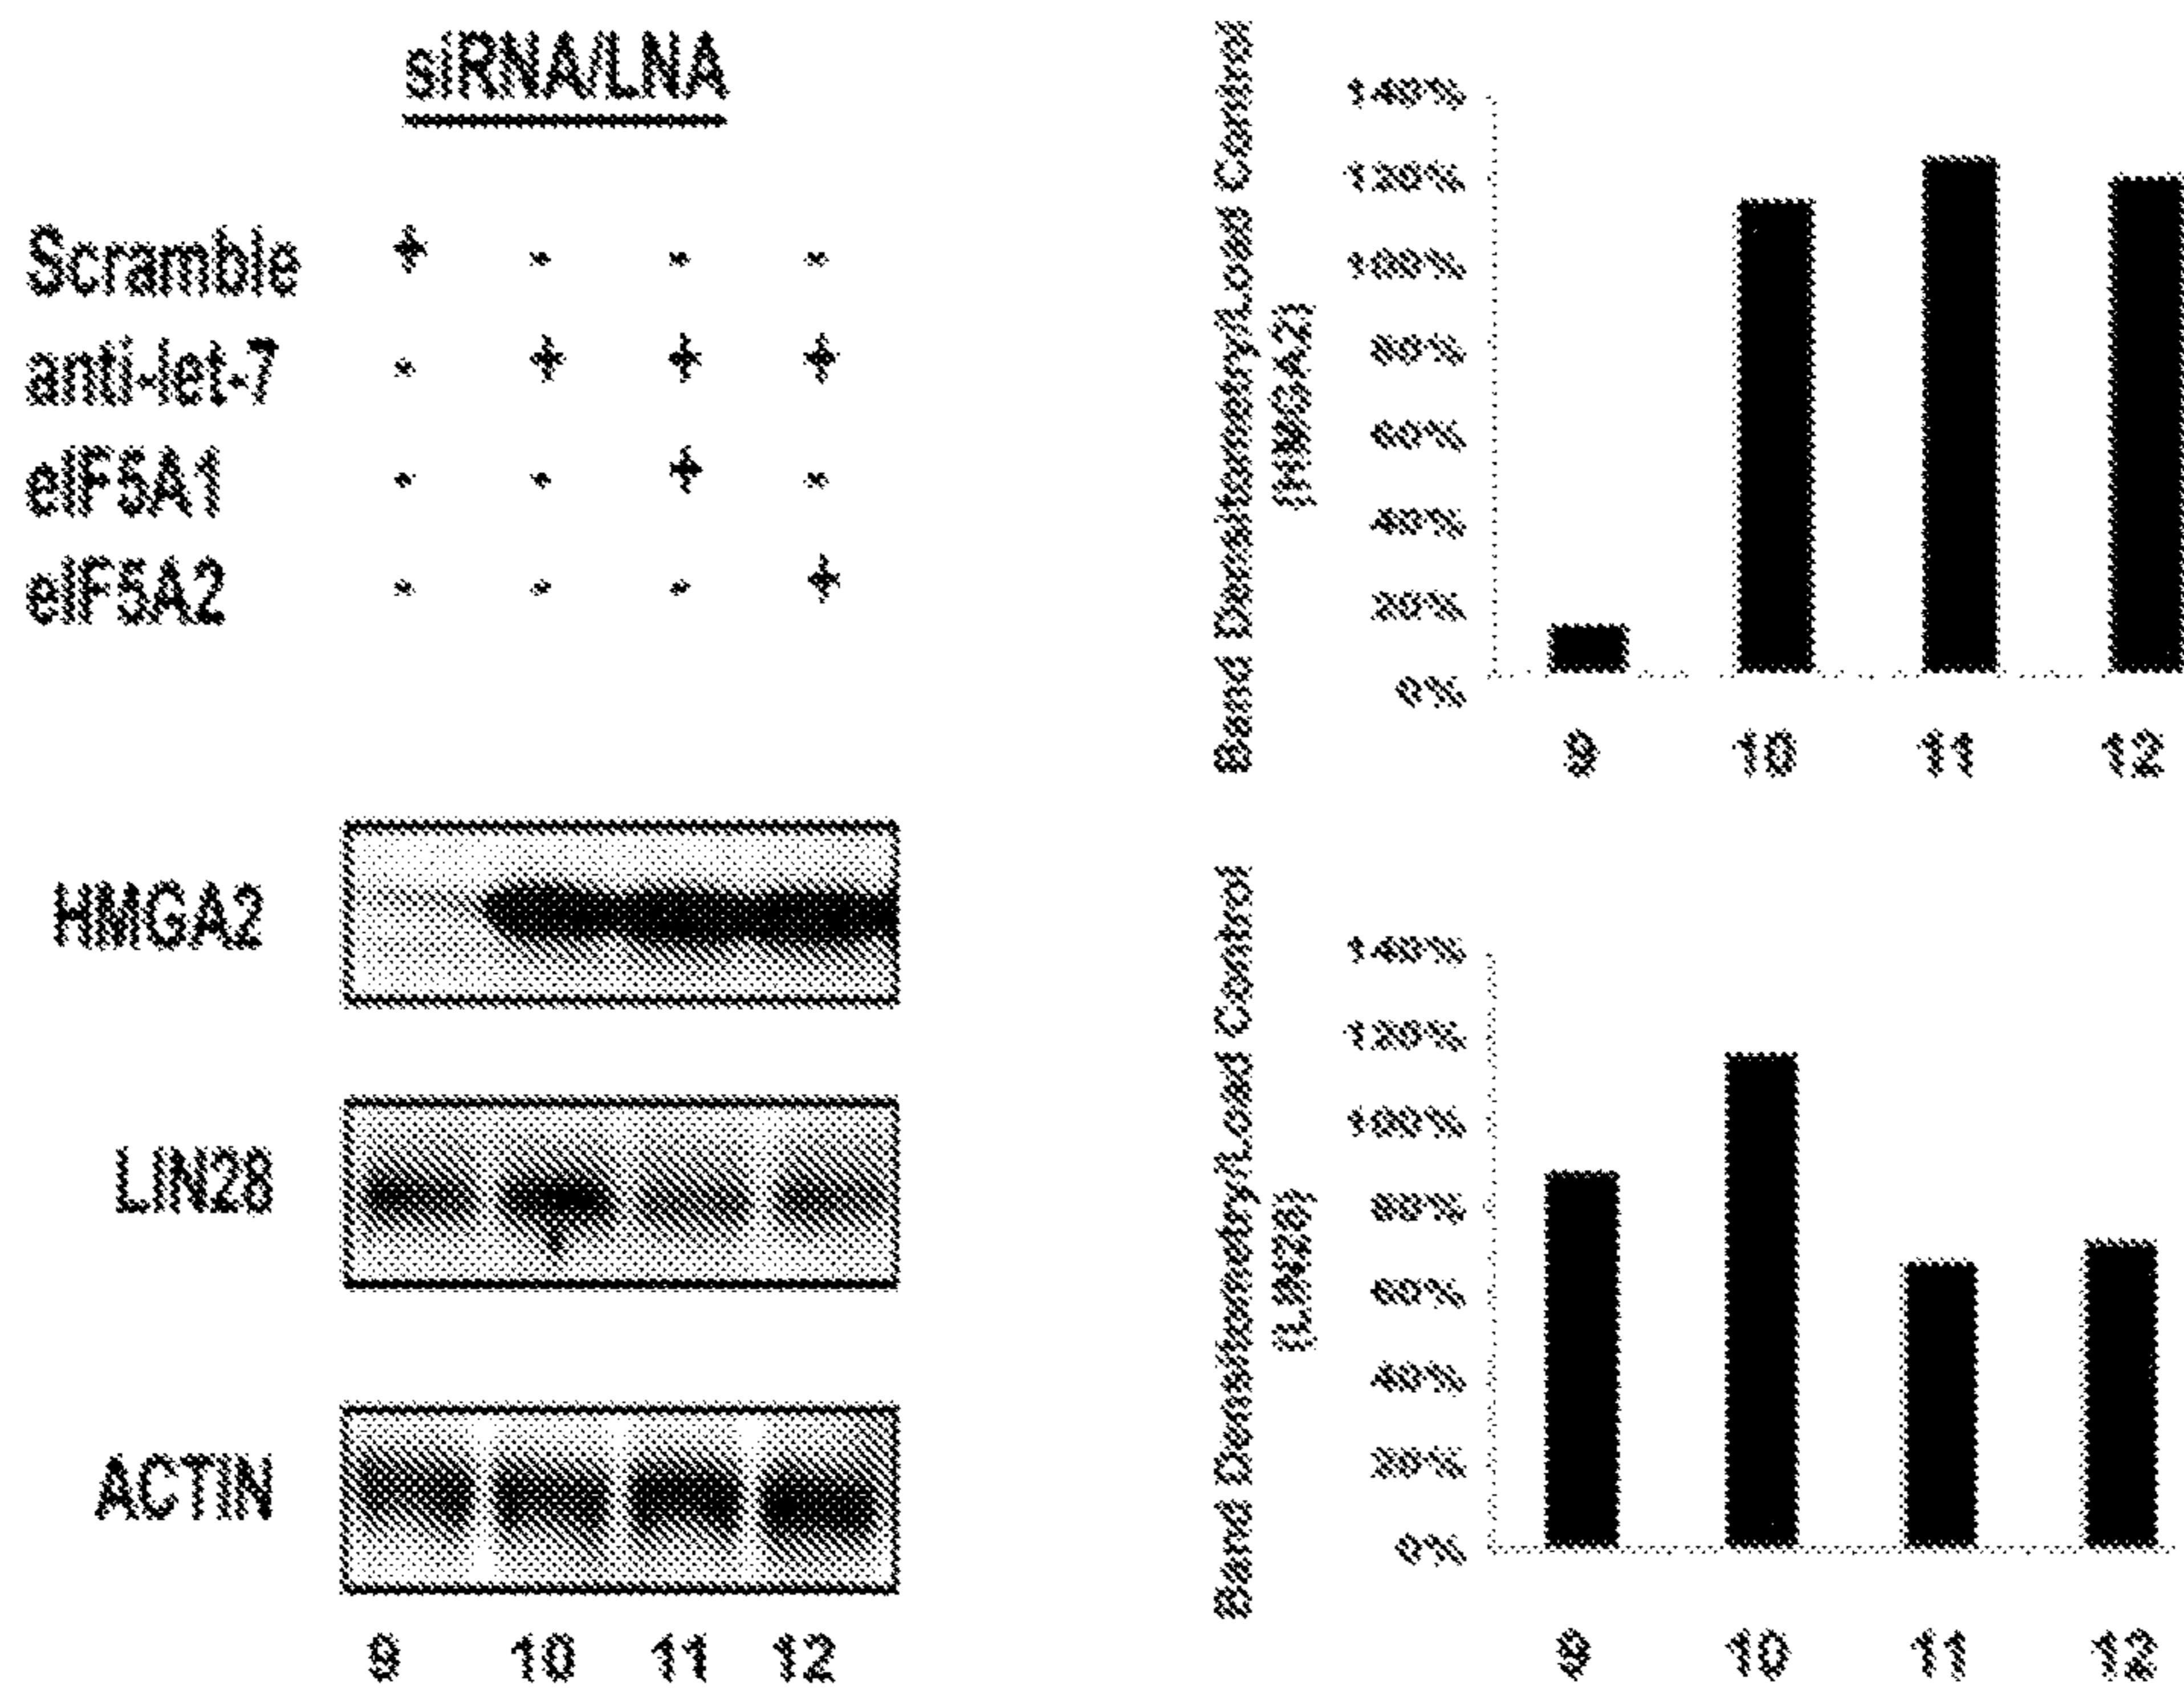 siRNA/LNA
Scramble + - - -
anti-let-7 - + + +
eIF5A1 - - + -
eIF5A2 - - - +
HMGA2
LIN28
ACTIN
9 10 11 12
Band Densitometry/Load Control
(HMGA2)
140%
120%
100%
80%
60%
40%
20%
0%
9 10 11 12
Band Densitometry/Load Control
(LIN28)
140%
120%
100%
80%
60%
40%
20%
0%
9 10 11 12